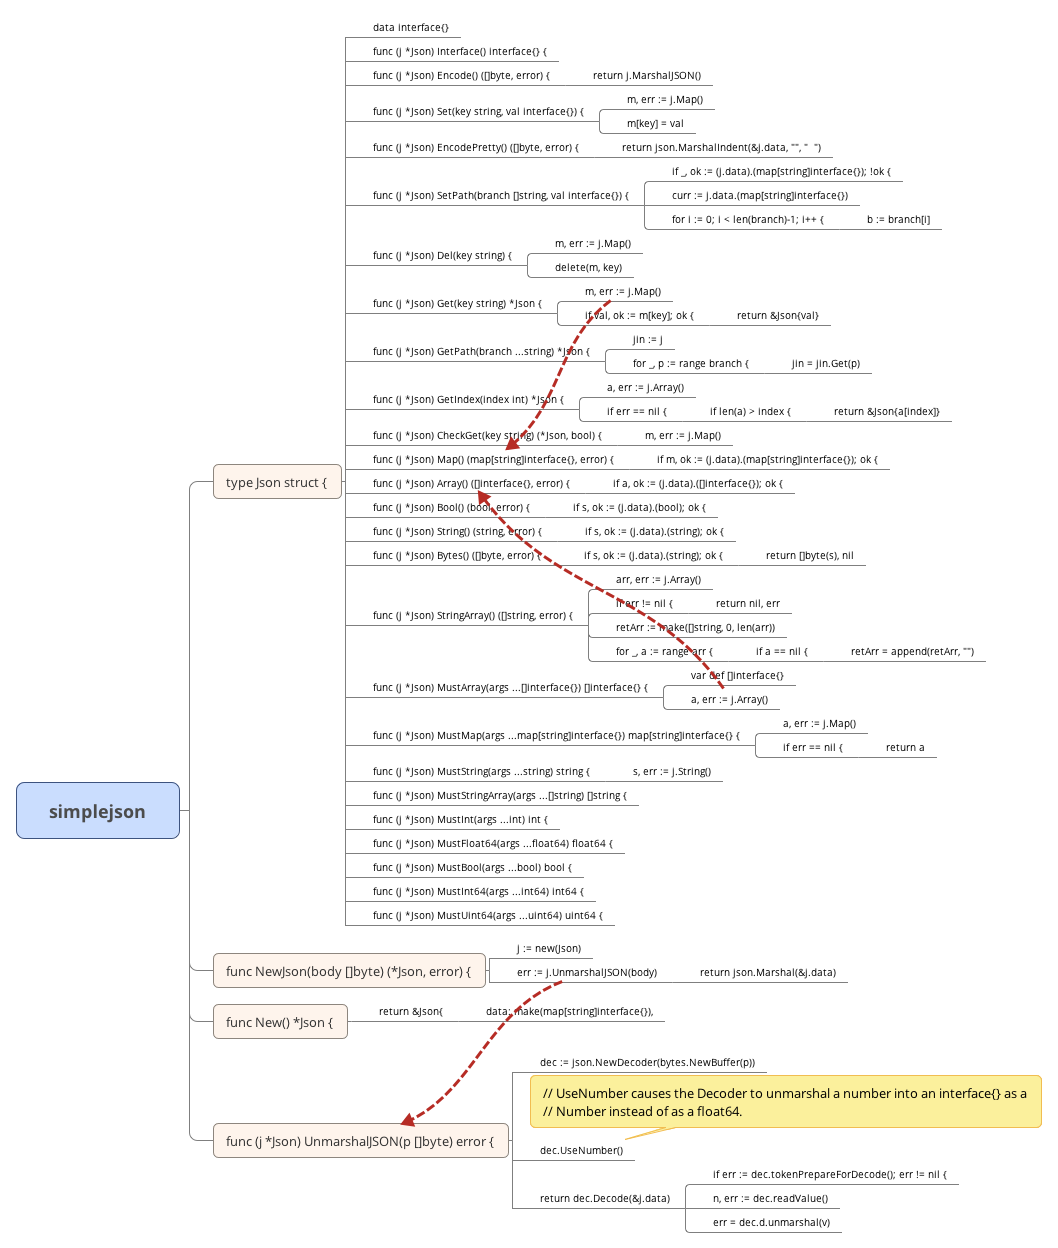 simplejson
type Json struct {
data interface{}
func (j *Json) Interface() interface{} {
func (j *Json) Encode() ([]byte, error) {
return j.MarshalJSON()
func (j *Json) Set(key string, val interface{}) {
m, err := j.Map()
m[key] = val
func (j *Json) EncodePretty() ([]byte, error) {
return json.MarshalIndent(&j.data, "", "  ")
func (j *Json) SetPath(branch []string, val interface{}) {
if _, ok := (j.data).(map[string]interface{}); !ok {
curr := j.data.(map[string]interface{})
for i := 0; i < len(branch)-1; i++ {
b := branch[i]
func (j *Json) Del(key string) {
m, err := j.Map()
delete(m, key)
func (j *Json) Get(key string) *Json {
m, err := j.Map()
if val, ok := m[key]; ok {
return &Json{val}
func (j *Json) GetPath(branch ...string) *Json {
jin := j
for _, p := range branch {
jin = jin.Get(p)
func (j *Json) GetIndex(index int) *Json {
a, err := j.Array()
if err == nil {
if len(a) > index {
return &Json{a[index]}
func (j *Json) CheckGet(key string) (*Json, bool) {
m, err := j.Map()
func (j *Json) Map() (map[string]interface{}, error) {
if m, ok := (j.data).(map[string]interface{}); ok {
func (j *Json) Array() ([]interface{}, error) {
if a, ok := (j.data).([]interface{}); ok {
func (j *Json) Bool() (bool, error) {
if s, ok := (j.data).(bool); ok {
func (j *Json) String() (string, error) {
if s, ok := (j.data).(string); ok {
func (j *Json) Bytes() ([]byte, error) {
if s, ok := (j.data).(string); ok {
return []byte(s), nil
func (j *Json) StringArray() ([]string, error) {
arr, err := j.Array()
if err != nil {
return nil, err
retArr := make([]string, 0, len(arr))
for _, a := range arr {
if a == nil {
retArr = append(retArr, "")
func (j *Json) MustArray(args ...[]interface{}) []interface{} {
var def []interface{}
a, err := j.Array()
func (j *Json) MustMap(args ...map[string]interface{}) map[string]interface{} {
a, err := j.Map()
if err == nil {
return a
func (j *Json) MustString(args ...string) string {
s, err := j.String()
func (j *Json) MustStringArray(args ...[]string) []string {
func (j *Json) MustInt(args ...int) int {
func (j *Json) MustFloat64(args ...float64) float64 {
func (j *Json) MustBool(args ...bool) bool {
func (j *Json) MustInt64(args ...int64) int64 {
func (j *Json) MustUint64(args ...uint64) uint64 {
func NewJson(body []byte) (*Json, error) {
j := new(Json)
err := j.UnmarshalJSON(body)
return json.Marshal(&j.data)
func New() *Json {
return &Json{
data: make(map[string]interface{}),
func (j *Json) UnmarshalJSON(p []byte) error {
dec := json.NewDecoder(bytes.NewBuffer(p))
// UseNumber causes the Decoder to unmarshal a number into an interface{} as a
// Number instead of as a float64.
dec.UseNumber()
return dec.Decode(&j.data)
if err := dec.tokenPrepareForDecode(); err != nil {
n, err := dec.readValue()
err = dec.d.unmarshal(v)